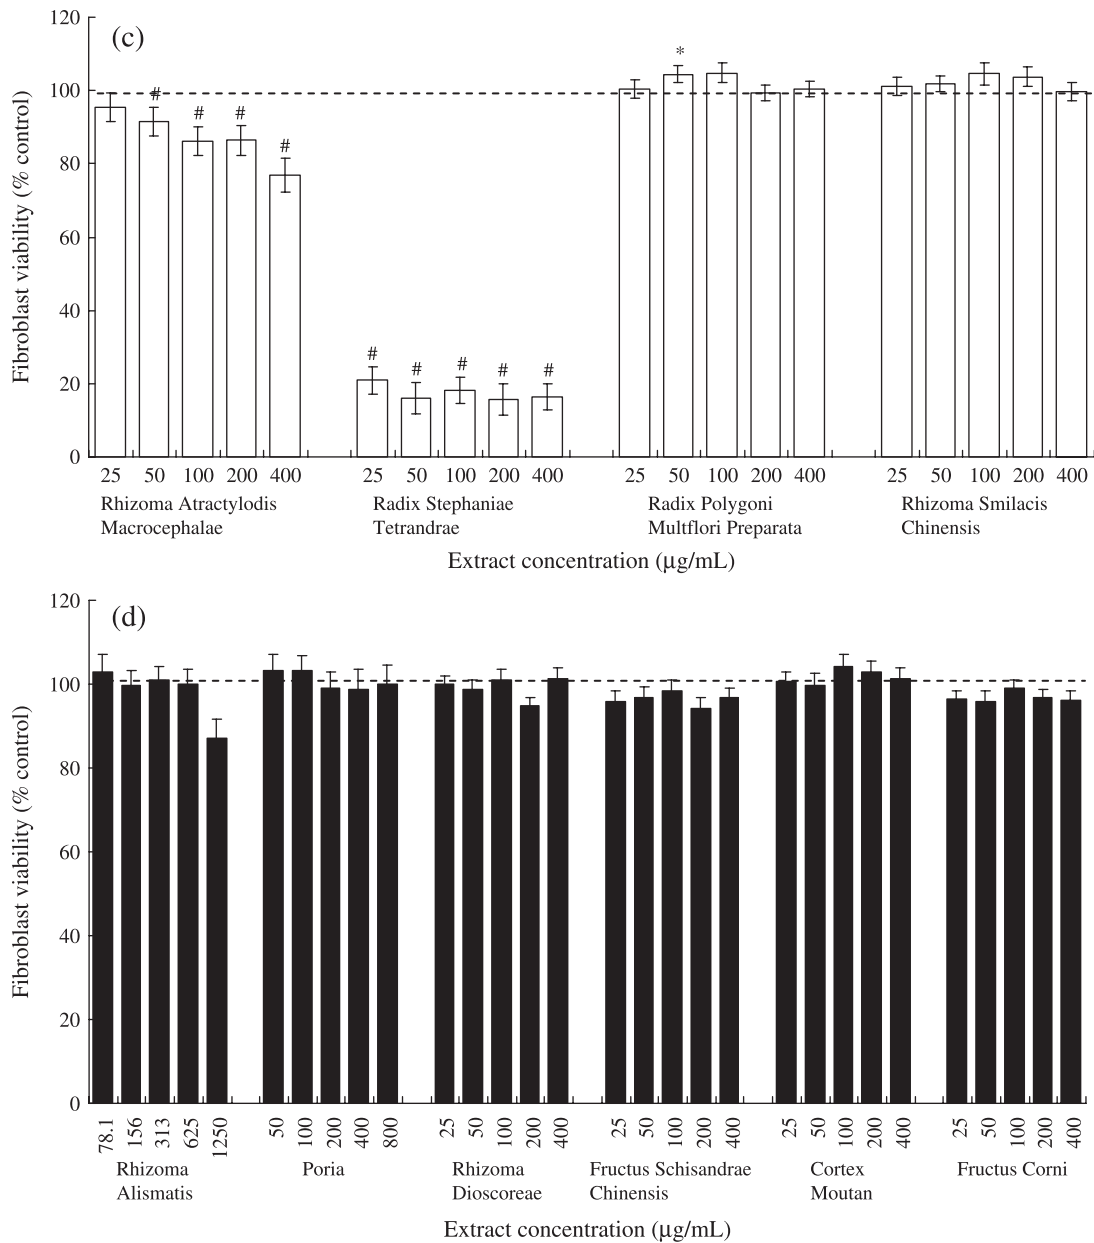 120
(c)
100
80
60
40
20
0
Fibroblast viability (% control)
#
#
#
#
#
#
#
#
#
#
*
25 50 100 200 400 25 50 100 200 400 25 50 100 200 400 25 50 100 200 400
Rhizoma Atractylodis Radix Stephaniae Radix Polygoni Rhizoma Smilacis
Macrocephalae Tetrandrae Multflori Preparata Chinensis
Extract concentration (μg/mL)
120
(d)
100
80
60
40
20
0
Fibroblast viability (% control)
78.1 156 313 625 1250 50 100 200 400 800 25 50 100 200 400 25 50 100 200 400 25 50 100 200 400 25 50 100 200 400
Rhizoma Poria Rhizoma Fructus Schisandrae Cortex Fructus Corni
Alismatis Dioscoreae Chinensis Moutan
Extract concentration (μg/mL)